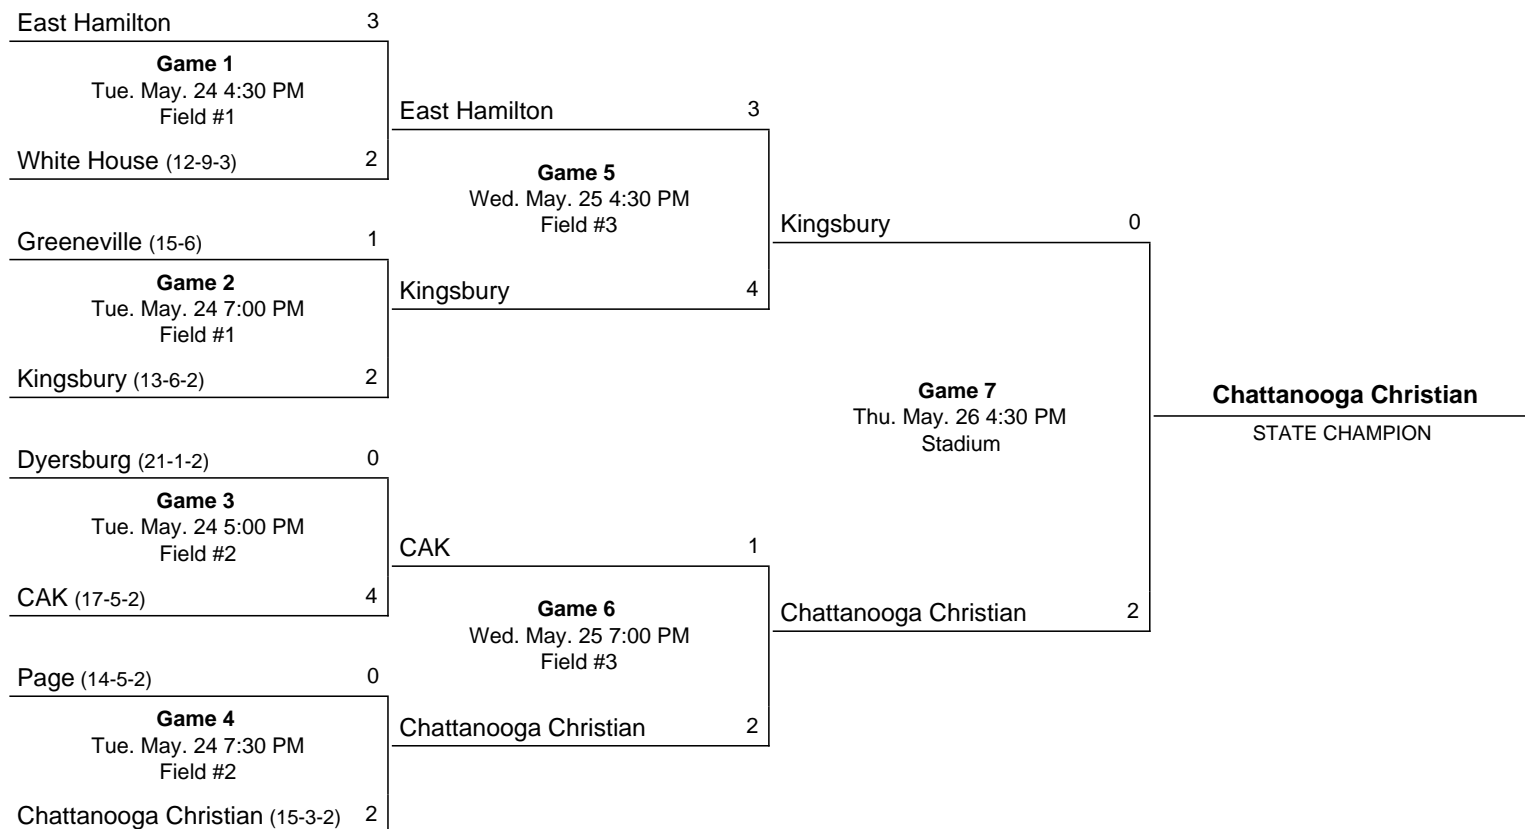 East Hamilton 3
Game 1
Tue. May. 24 4:30 PM
Field #1
White House (12-9-3) 2
Greeneville (15-6) 1
Game 2
Tue. May. 24 7:00 PM
Field #1
Kingsbury (13-6-2) 2
Dyersburg (21-1-2) 0
Game 3
Tue. May. 24 5:00 PM
Field #2
CAK (17-5-2) 4
Page (14-5-2) 0
Game 4
Tue. May. 24 7:30 PM
Field #2
Chattanooga Christian (15-3-2) 2
East Hamilton 3
Game 5
Wed. May. 25 4:30 PM
Field #3
Kingsbury 4
CAK 1
Game 6
Wed. May. 25 7:00 PM
Field #3
Chattanooga Christian 2
Kingsbury 0
Game 7
Thu. May. 26 4:30 PM
Stadium
Chattanooga Christian 2
Chattanooga Christian
STATE CHAMPION